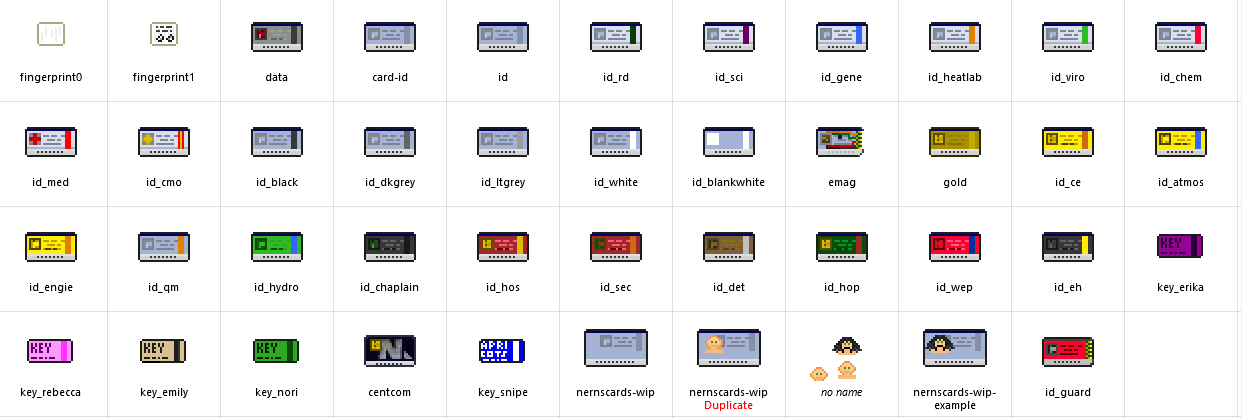 fingerprint0 fingerprint1 data card-id id id_rd id_sci id_gene id_heatlab id_viro id_chem
id_med id_cmo id_black id_dkgrey id_ltgrey id_white id_blankwhite emag gold id_ce id_atmos
KEY
id_engie id_qm id_hydro id_chaplain id_hos id_sec id_det id_hop id_wep id_eh key_erika
KEY KEY KEY N APRI
COTS
key_rebecca key_emily key_nori centcom key_snipe nernscards-wip nernscards-wip no name nernscards-wip- id_guard
Duplicate example